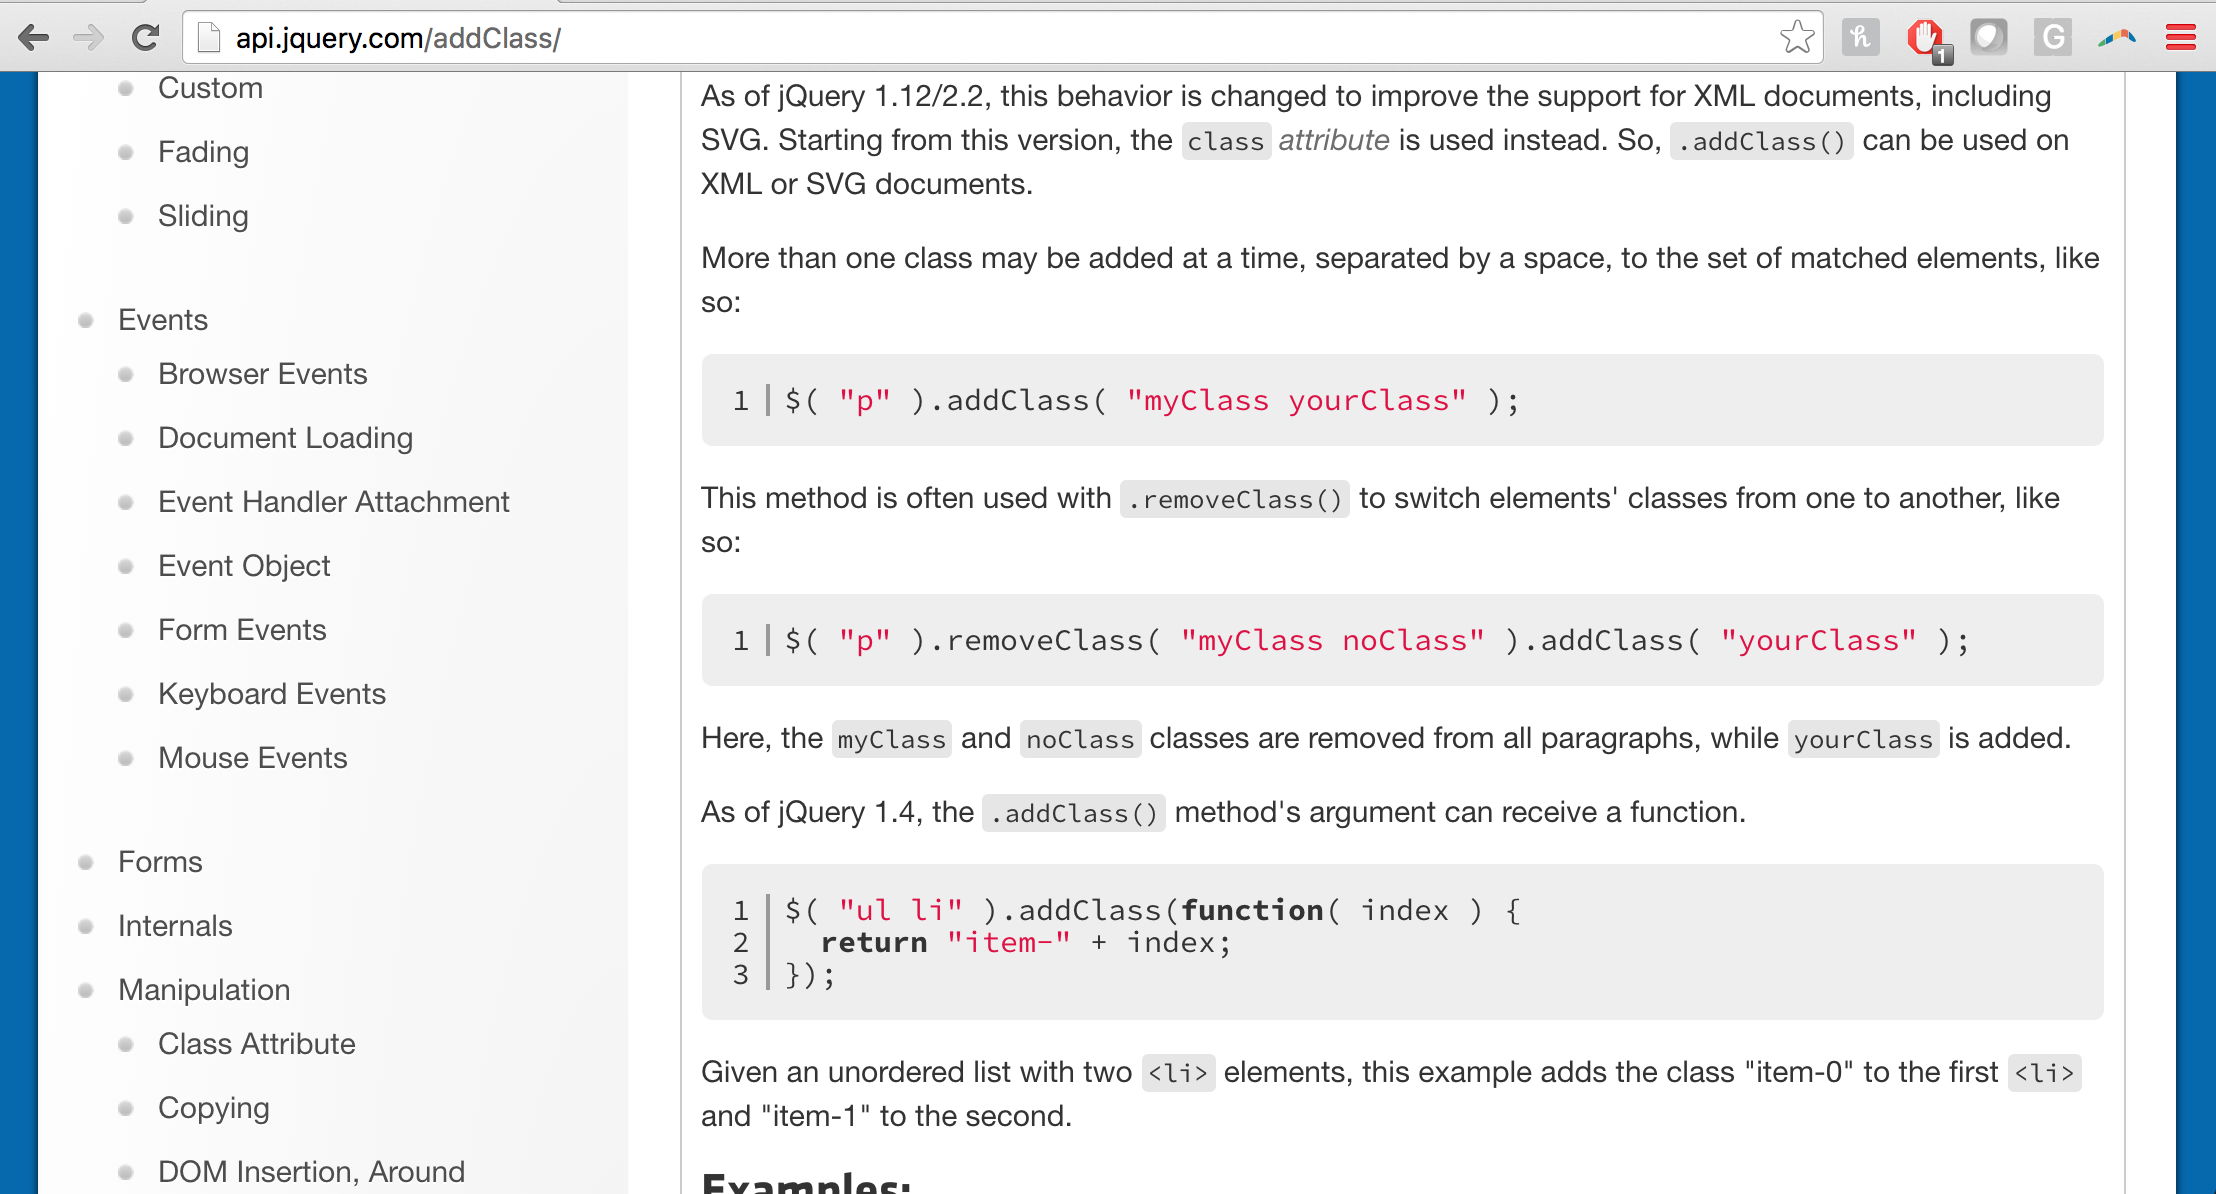 api.jquery.com/addClass/
1
G
Custom
Fading
Sliding
Events
Browser Events
Document Loading
Event Handler Attachment
Event Object
Form Events
Keyboard Events
Mouse Events
Forms
Internals
Manipulation
Class Attribute
Copying
DOM Insertion, Around
As of jQuery 1.12/2.2, this behavior is changed to improve the support for XML documents, including
SVG. Starting from this version, the class attribute is used instead. So, .addClass() can be used on
XML or SVG documents.
More than one class may be added at a time, separated by a space, to the set of matched elements, like
so:
1 $( "p" ).addClass( "myClass yourClass" );
This method is often used with .removeClass() to switch elements' classes from one to another, like
so:
1 $( "p" ).removeClass( "myClass noClass" ).addClass( "yourClass" );
Here, the myClass and noClass classes are removed from all paragraphs, while yourClass is added.
As of jQuery 1.4, the .addClass() method's argument can receive a function.
1 $( "ul li" ).addClass(function( index ) {
2 return "item-" + index;
3 });
Given an unordered list with two <li> elements, this example adds the class "item-0" to the first <li>
and "item-1" to the second.
Examples: